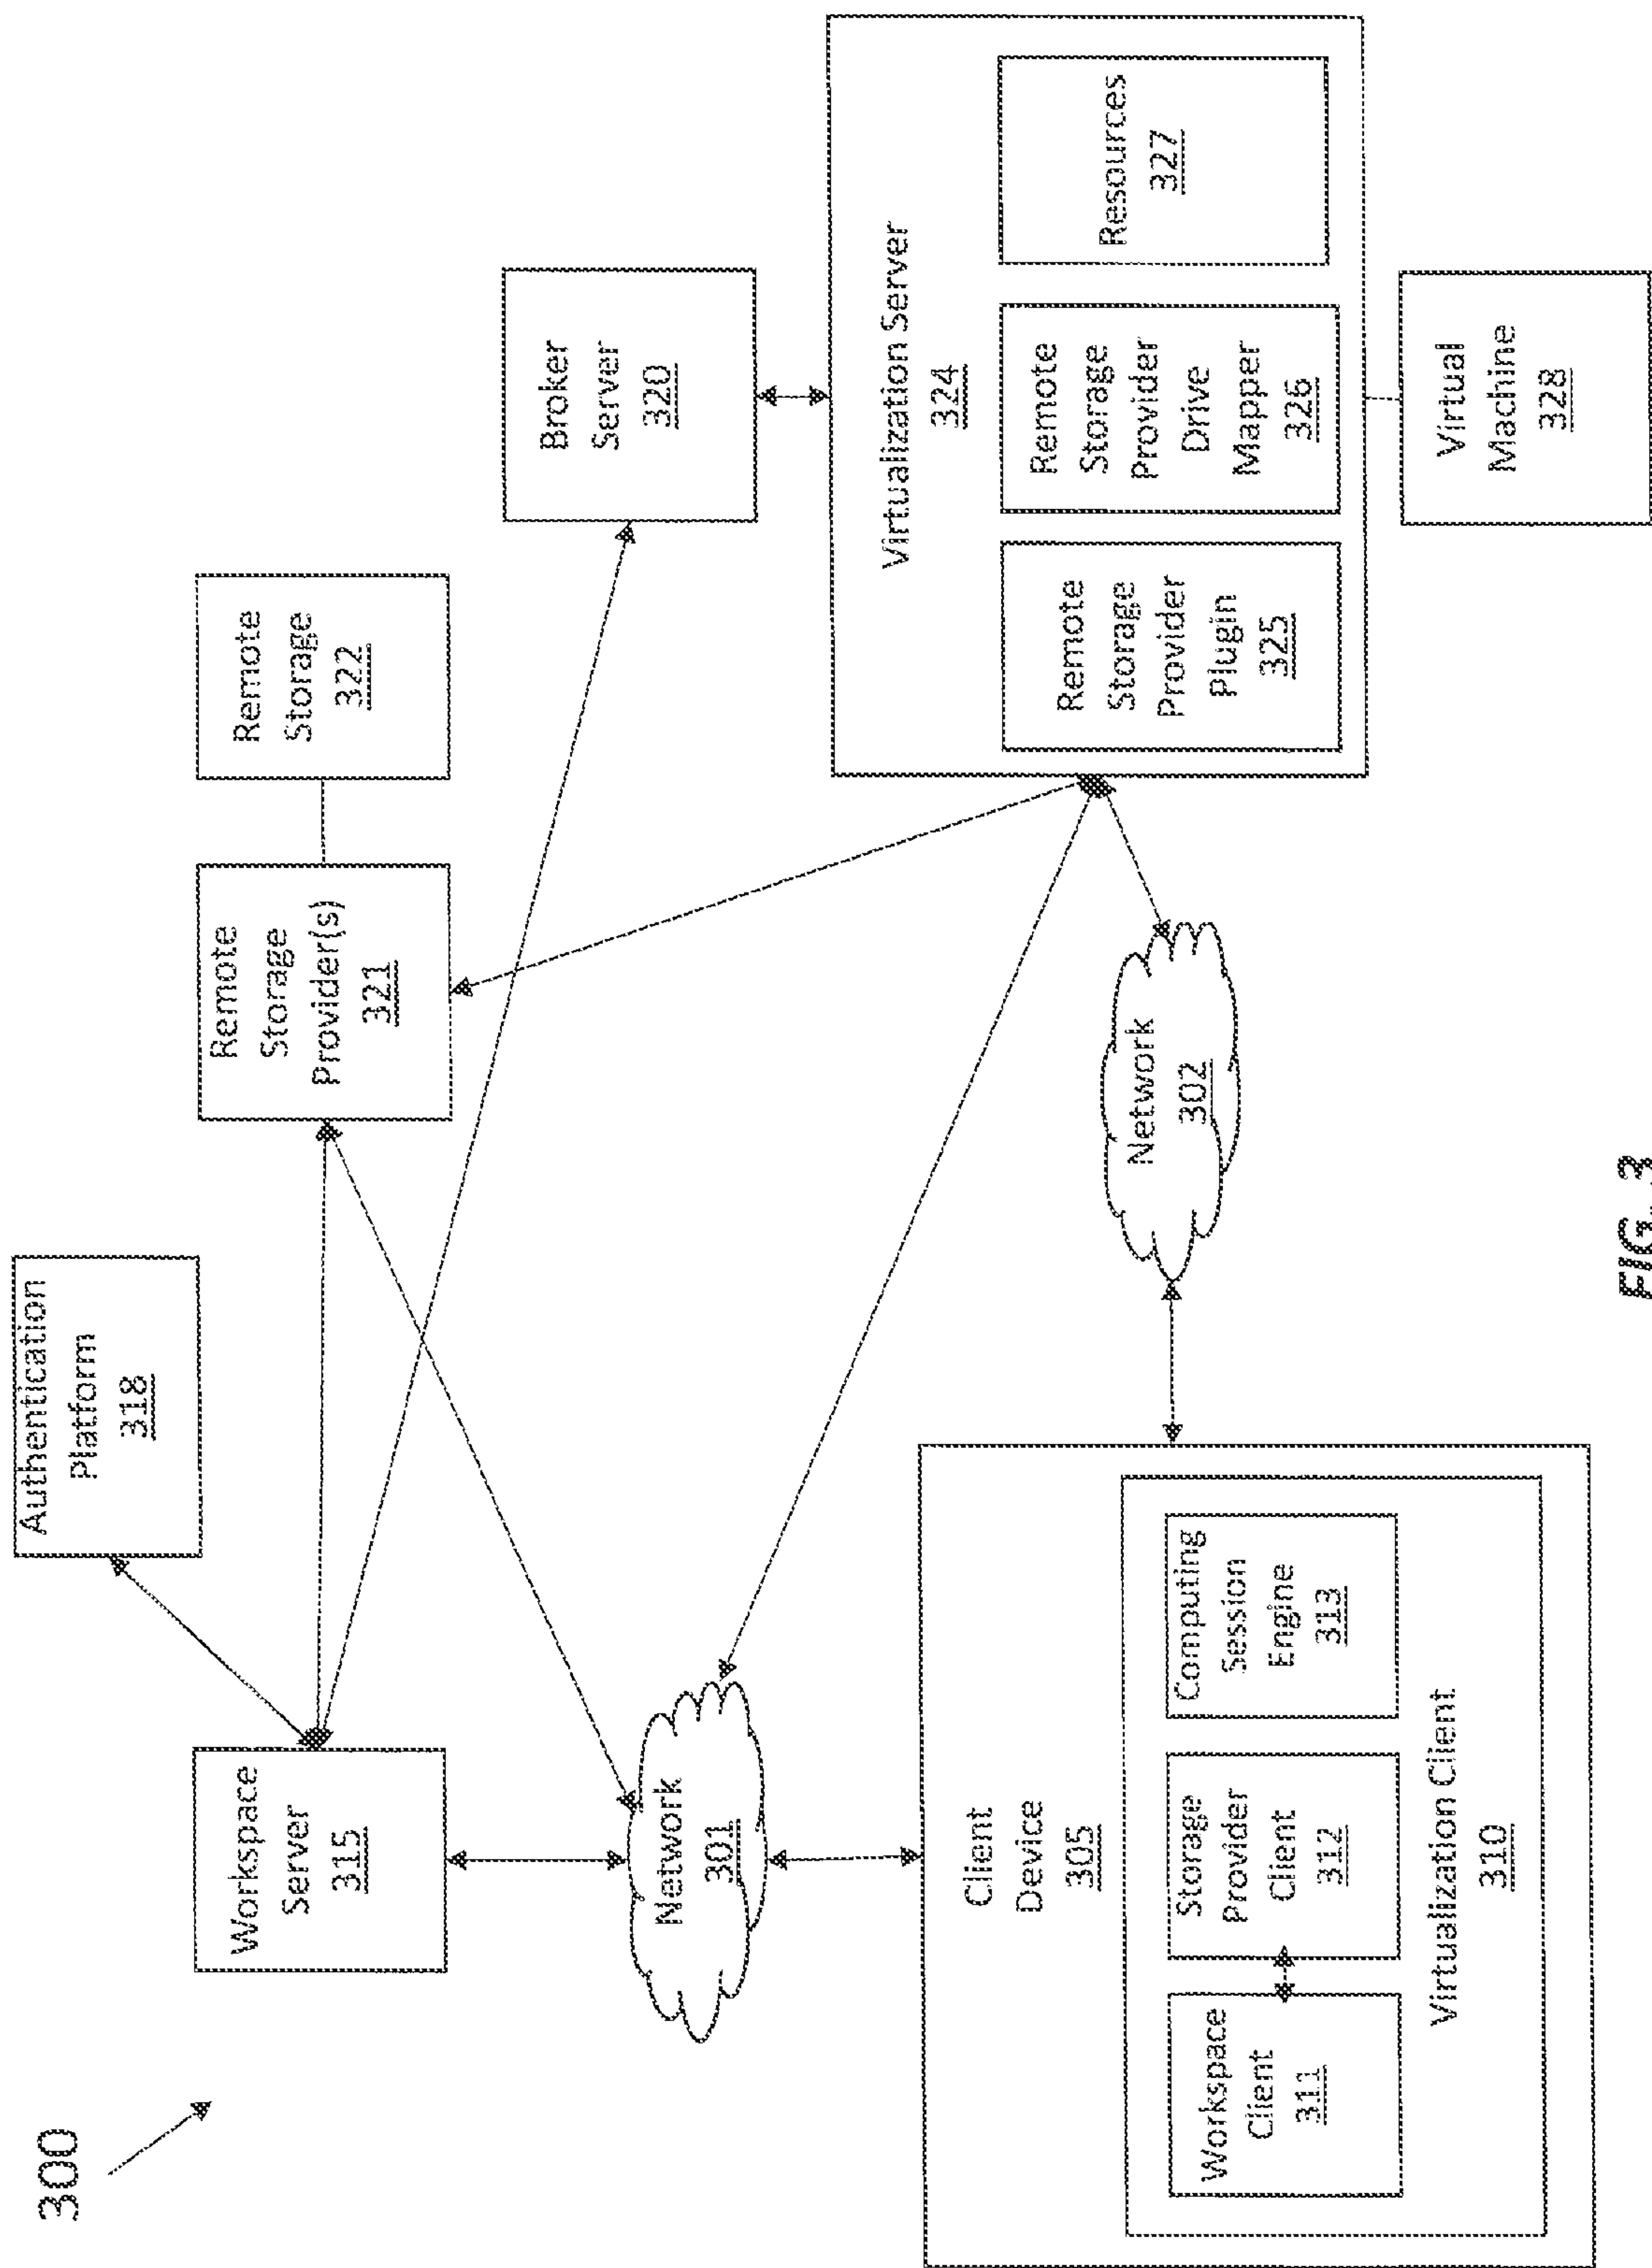 300
Authentication
Platform
318
Workspace
Server
315
Remote
Storage
Provider(s)
321
Remote
Storage
322
Broker
Server
320
Network
301
Network
302
Client
Device
305
Workspace
Client
311
Storage
Provider
Client
312
Computing
Session
Engine
313
Virtualization Client
310
Virtualization Server
324
Remote
Storage
Provider
Plugin
325
Remote
Storage
Provider
Drive
Mapper
326
Resources
327
Virtual
Machine
328
FIG. 3